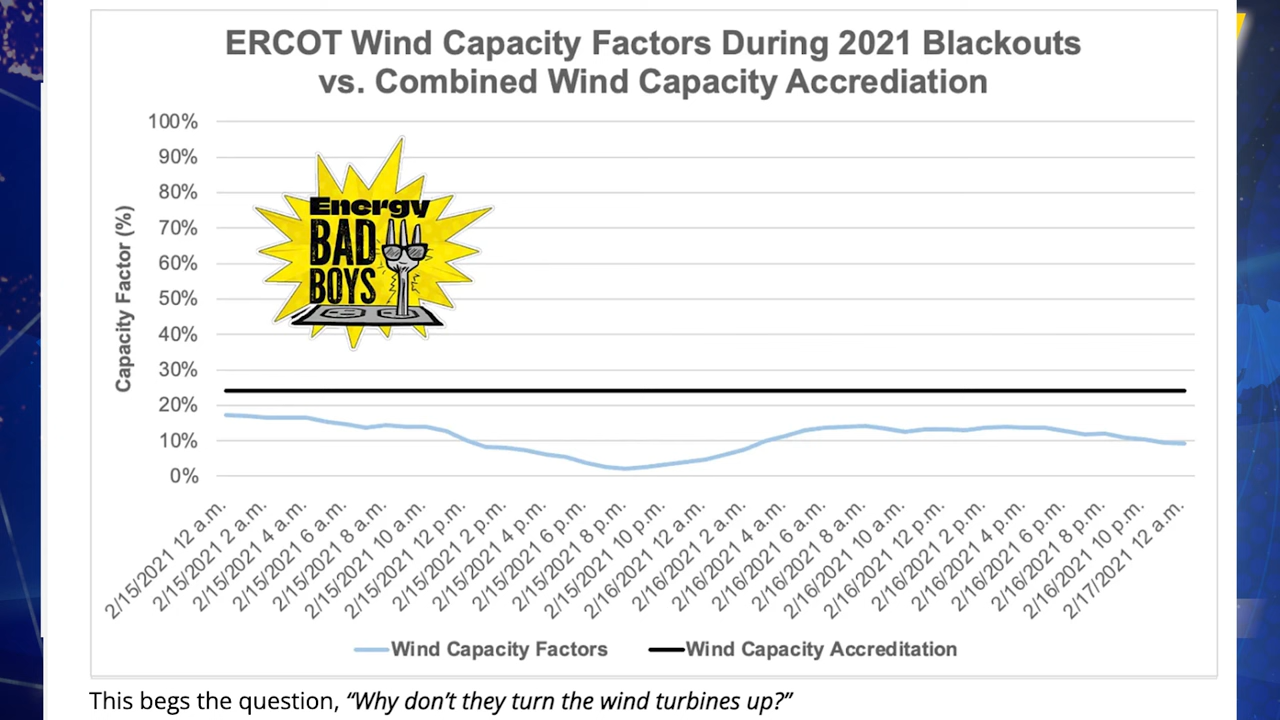 ERCOT Wind Capacity Factors During 2021 Blackouts
vs. Combined Wind Capacity Accrediation
Capacity Factor (%)
100%
90%
80%
70%
60%
50%
40%
30%
20%
10%
0%
Energy
BAD
BOYS
2/15/2021 12 a.m.
2/15/2021 2 a.m.
2/15/2021 4 a.m.
2/15/2021 6 a.m.
2/15/2021 8 a.m.
2/15/2021 10 a.m.
2/15/2021 12 p.m.
2/15/2021 2 p.m.
2/15/2021 4 p.m.
2/15/2021 6 p.m.
2/15/2021 8 p.m.
2/15/2021 10 p.m.
2/16/2021 12 a.m.
2/16/2021 2 a.m.
2/16/2021 4 a.m.
2/16/2021 6 a.m.
2/16/2021 8 a.m.
2/16/2021 10 a.m.
2/16/2021 12 p.m.
2/16/2021 2 p.m.
2/16/2021 4 p.m.
2/16/2021 6 p.m.
2/16/2021 8 p.m.
2/16/2021 10 p.m.
2/17/2021 12 a.m.
Wind Capacity Factors
Wind Capacity Accreditation
This begs the question, “Why don’t they turn the wind turbines up?”